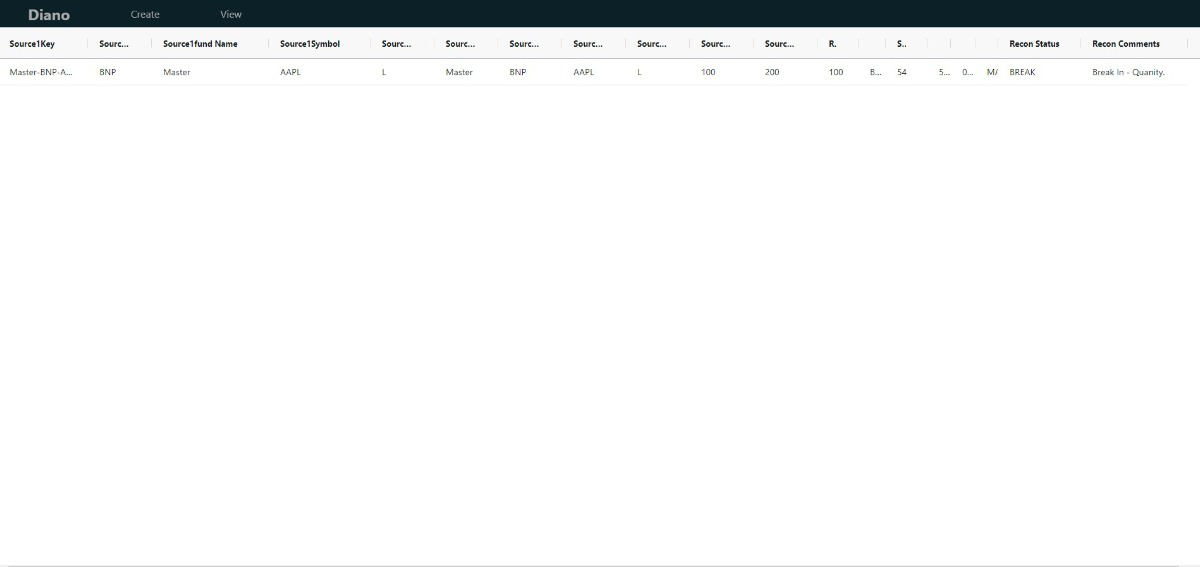 Diano Create View
Source1Key Sourc... Source1fund Name Source1Symbol Sourc... Sourc... Sourc... Sourc... Sourc... Sourc... Sourc... R. S.. Recon Status Recon Comments
Master-BNP-A... BNP Master AAPL L Master BNP AAPL L 100 200 100 B... 54 5... 0... M/ BREAK Break In - Quanity.